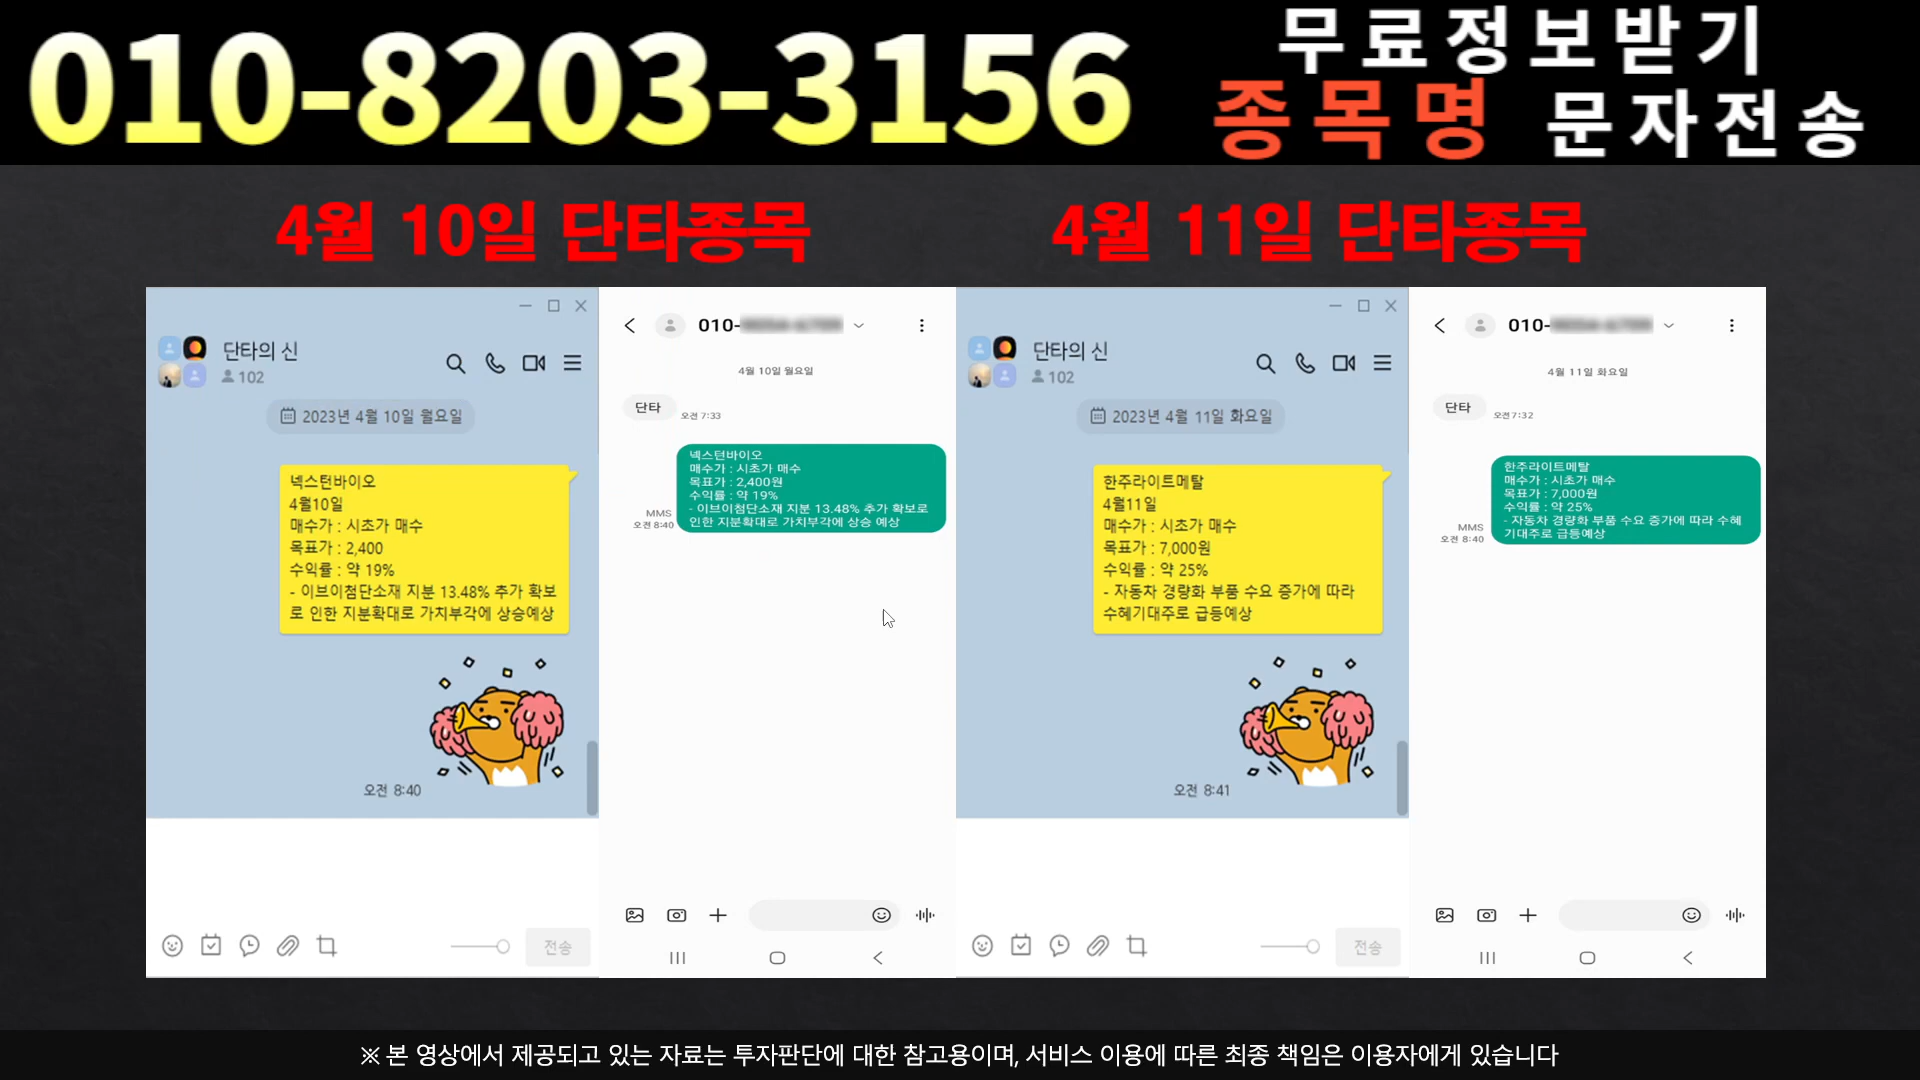 010-8203-3156
무료정보받기
종목명 문자전송
4월 10일 단타종목
4월 11일 단타종목
단타의 신
102
2023년 4월 10일 월요일
넥스턴바이오
4월10일
매수가 : 시초가 매수
목표가 : 2,400
수익률 : 약 19%
- 이브이첨단소재 지분 13.48% 추가 확보
로 인한 지분확대로 가치부각에 상승예상
오전 8:40
전송
010-
4월 10일 월요일
단타
오전 7:33
넥스턴바이오
매수가 : 시초가 매수
목표가 : 2,400원
수익률 : 약 19%
- 이브이첨단소재 지분 13.48% 추가 확보로
인한 지분확대로 가치부각에 상승 예상
MMS
오전 8:40
단타의 신
102
2023년 4월 11일 화요일
한주라이트메탈
4월11일
매수가 : 시초가 매수
목표가 : 7,000원
수익률 : 약 25%
- 자동차 경량화 부품 수요 증가에 따라
수혜기대주로 급등예상
오전 8:41
전송
010-
4월 11일 화요일
단타
오전 7:32
한주라이트메탈
매수가 : 시초가 매수
목표가 : 7,000원
수익률 : 약 25%
- 자동차 경량화 부품 수요 증가에 따라 수혜
기대주로 급등예상
MMS
오전 8:40
※ 본 영상에서 제공되고 있는 자료는 투자판단에 대한 참고용이며, 서비스 이용에 따른 최종 책임은 이용자에게 있습니다